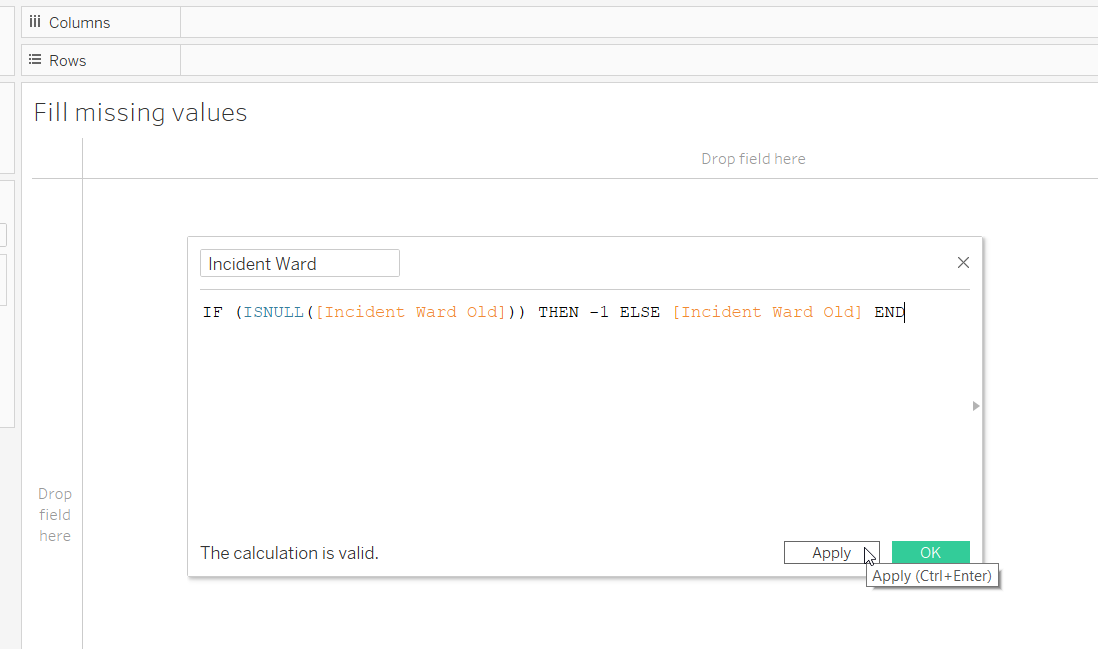 Columns
Rows
Fill missing values
Drop field here
Incident Ward
IF (ISNULL([Incident Ward Old])) THEN -1 ELSE [Incident Ward Old] END
Drop
field
here
The calculation is valid.
Apply
OK
Apply (Ctrl+Enter)